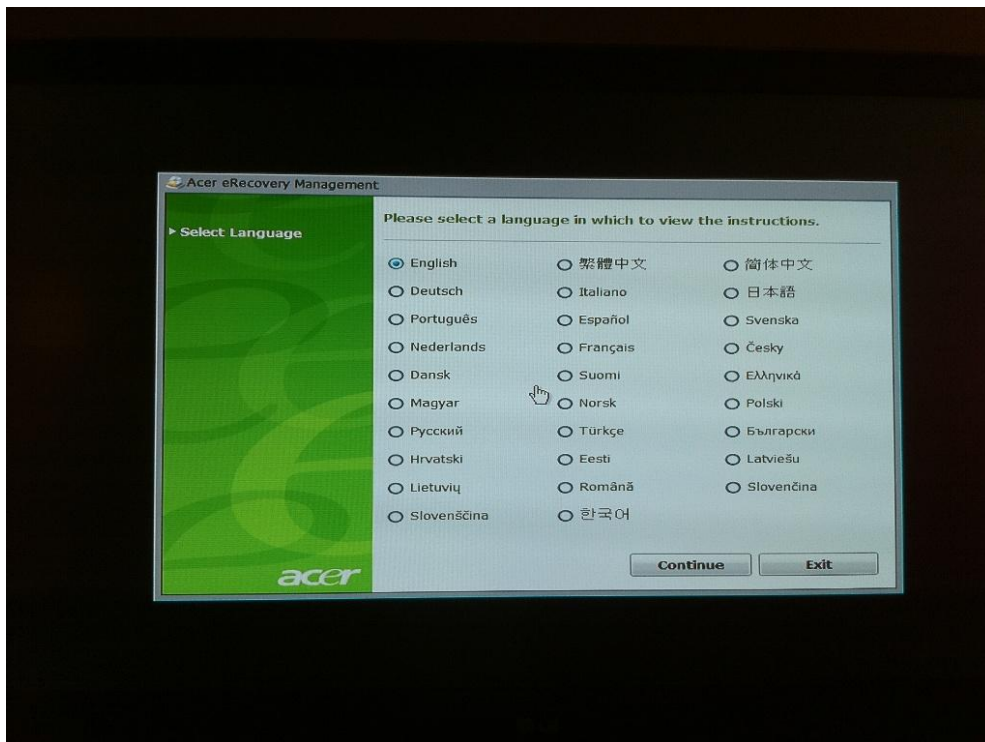 Acer eRecovery Management
Select Language
Please select a language in which to view the instructions.
English 繁體中文 简体中文
Deutsch Italiano 日本語
Português Español Svenska
Nederlands Français Česky
Dansk Suomi Ελληνικά
Magyar Norsk Polski
Русский Türkçe Български
Hrvatski Eesti Latviešu
Lietuvių Română Slovenčina
Slovenščina 한국어
Continue Exit
acer